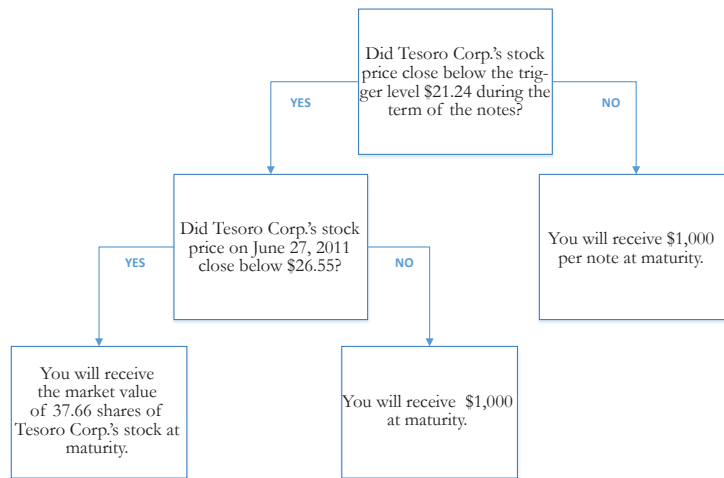 Did Tesoro Corp.'s stock
price close below the trig-
ger level $21.24 during the
term of the notes?
YES
NO
Did Tesoro Corp.'s stock
price on June 27, 2011
close below $26.55?
You will receive $1,000
per note at maturity.
YES
NO
You will receive
the market value
of 37.66 shares of
Tesoro Corp.'s stock at
maturity.
You will receive $1,000
at maturity.